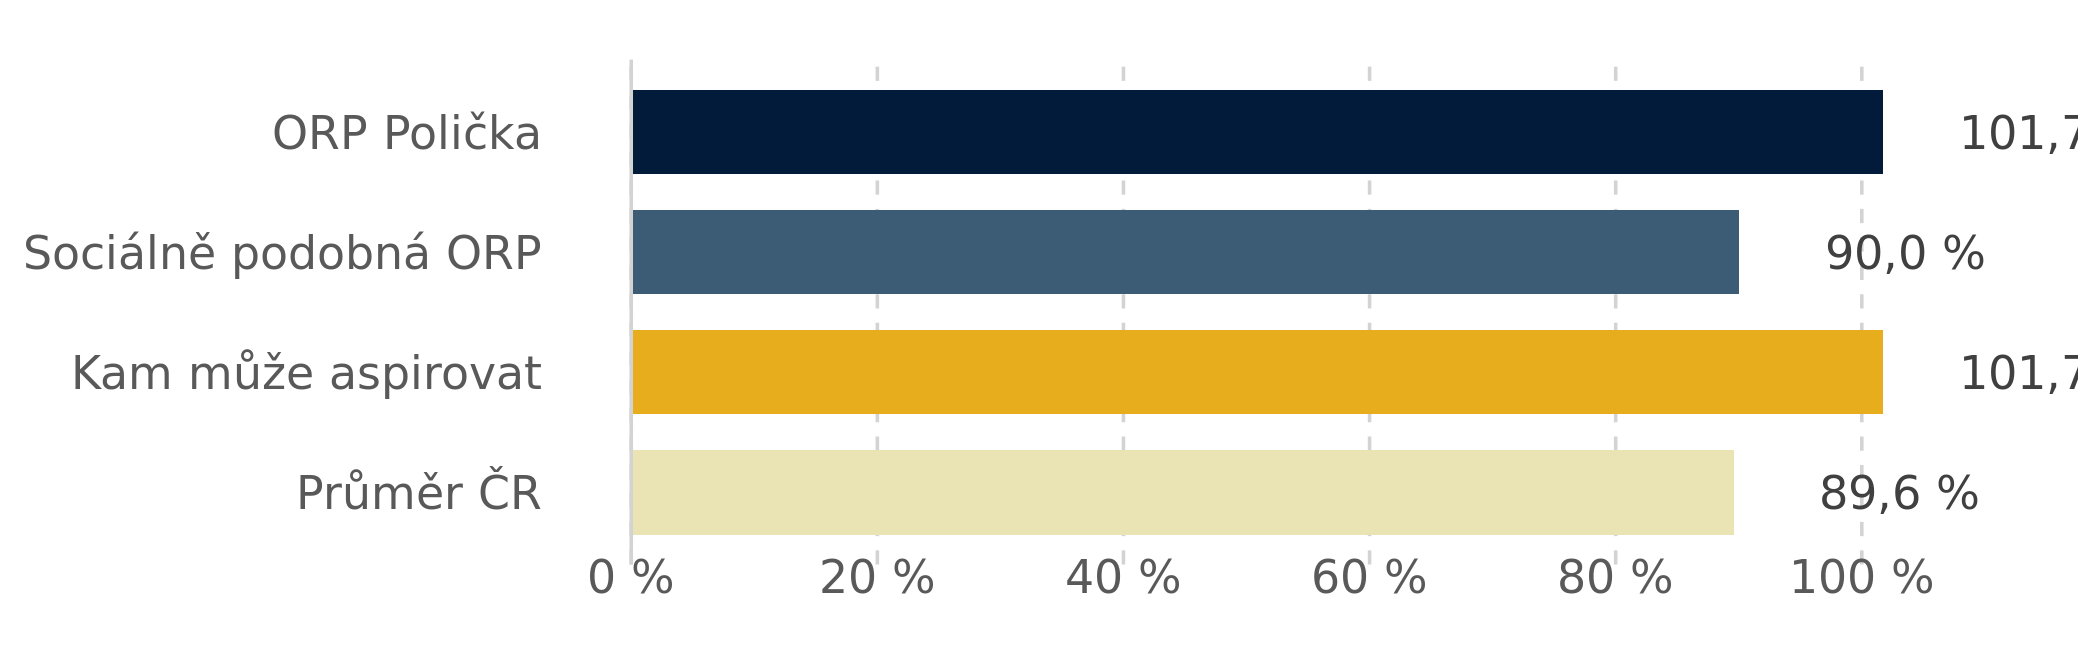 ORP Polička 101,7
Sociálně podobná ORP 90,0 %
Kam může aspirovat 101,7
Průměr ČR 89,6 %
0 % 20 % 40 % 60 % 80 % 100 %